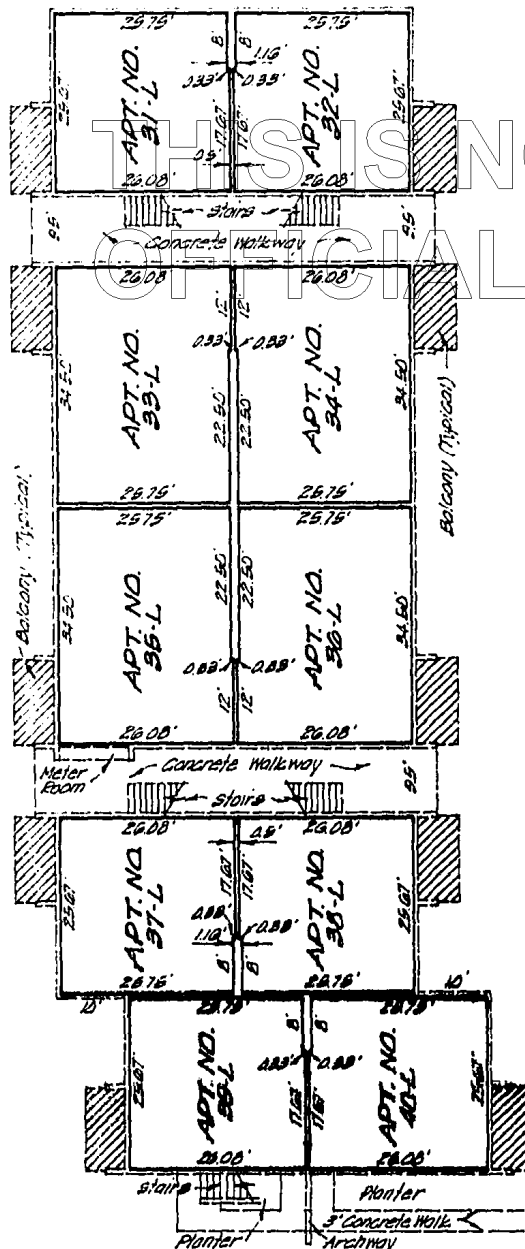 25.75'
25.75'
8'
8'
1.16'
0.33'
0.33'
25.67'
APT. NO.
31-L
17.67'
17.67'
APT. NO.
32-L
25.67'
THIS IS N
0.5'
26.08'
26.08'
Stairs
9.5'
Concrete Walkway
9.5'
OFFICIAL
26.08'
26.08'
12'
12'
0.33'
0.33'
34.50'
APT. NO.
33-L
22.50'
22.50'
APT. NO.
34-L
34.50'
Balcony (Typical)
25.75'
25.75'
25.75'
25.75'
Balcony (Typical)
34.50'
APT. NO.
35-L
22.50'
22.50'
APT. NO.
36-L
34.50'
0.33'
0.33'
12'
12'
26.08'
26.08'
Meter
Room
Concrete Walkway
9.5'
Stairs
26.08'
26.08'
0.5'
25.67'
APT. NO.
37-L
17.67'
17.67'
APT. NO.
38-L
25.67'
0.33'
0.33'
1.16'
8'
8'
25.75'
25.75'
10'
25.75'
25.75'
10'
8'
8'
0.33'
0.33'
25.67'
APT. NO.
39-L
17.67'
17.67'
APT. NO.
40-L
25.67'
26.08'
26.08'
Stairs
Planter
3' Concrete Walk
Planter
Archway